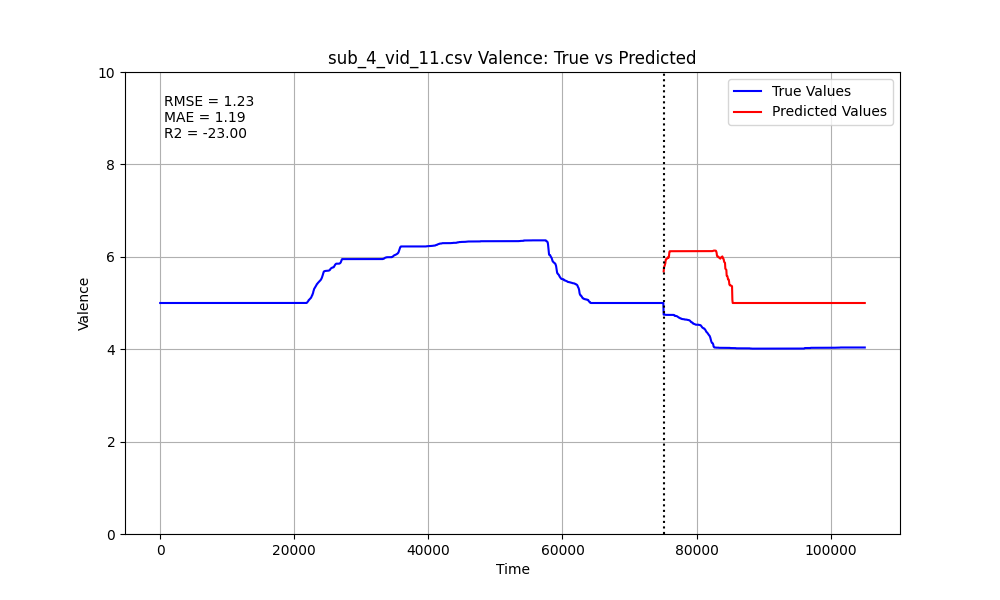 sub_4_vid_11.csv Valence: True vs Predicted
RMSE = 1.23
MAE = 1.19
R2 = -23.00
True Values
Predicted Values
10
8
6
4
2
0
Valence
0 20000 40000 60000 80000 100000
Time